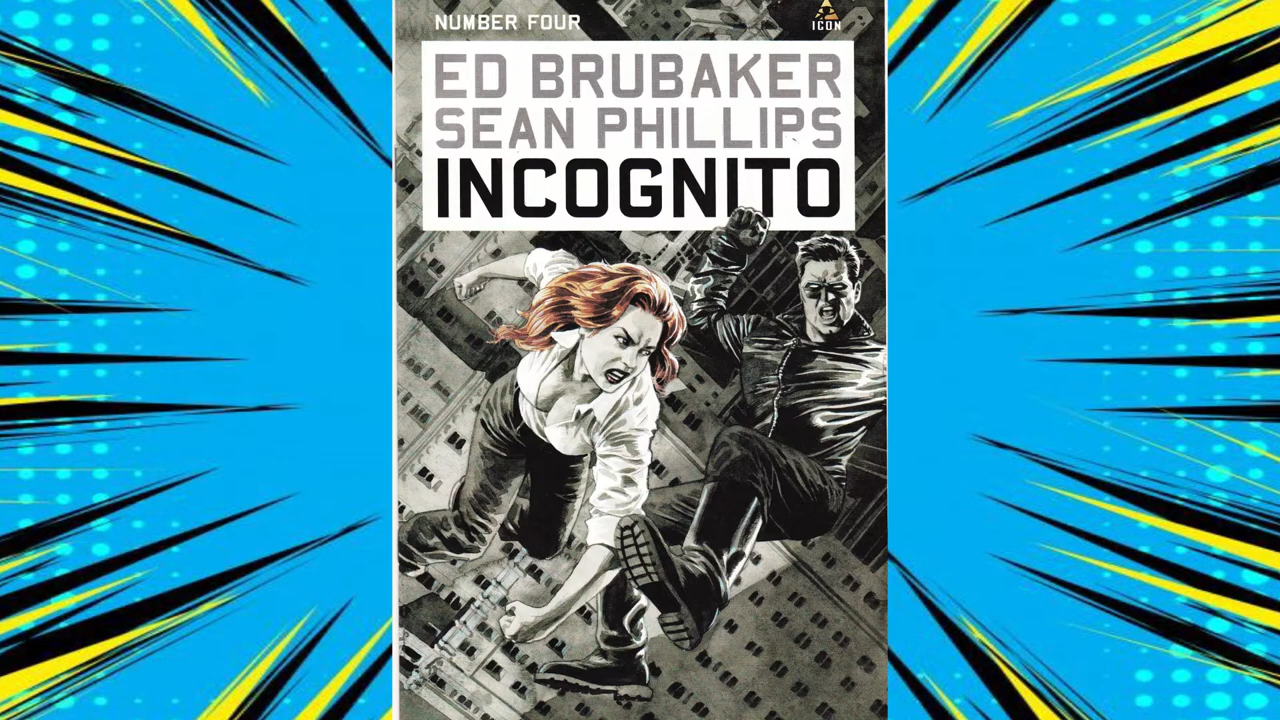 NUMBER FOUR
ICON
ED BRUBAKER
SEAN PHILLIPS
INCOGNITO